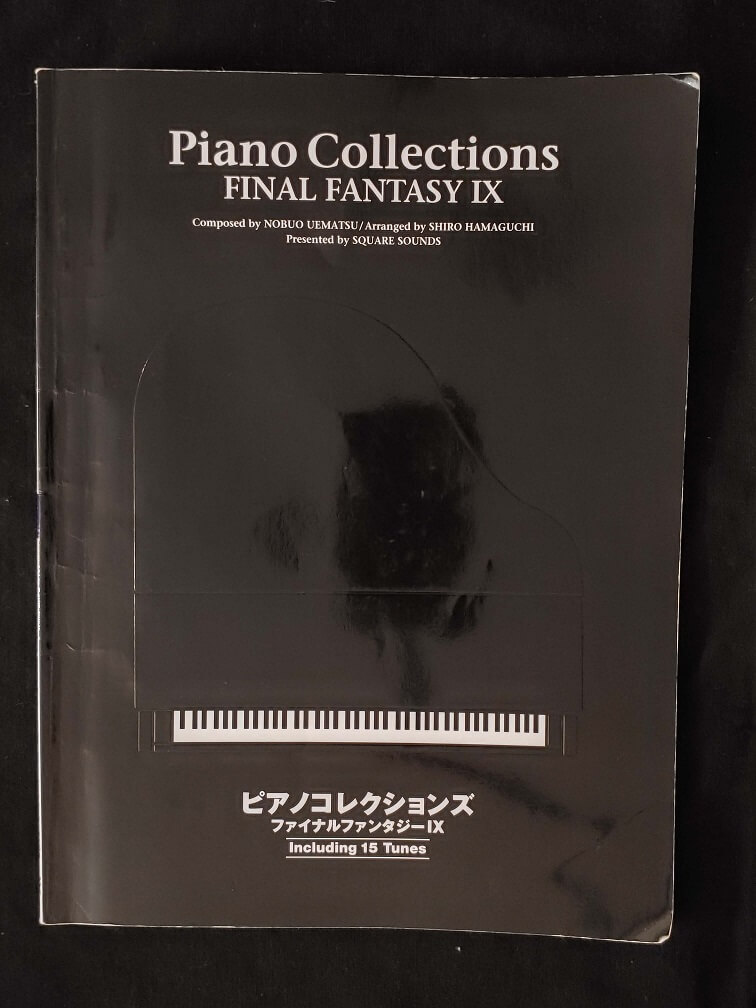 Piano Collections
FINAL FANTASY IX
Composed by NOBUO UEMATSU/Arranged by SHIRO HAMAGUCHI
Presented by SQUARE SOUNDS
ピアノコレクションズ
ファイナルファンタジーIX
Including 15 Tunes